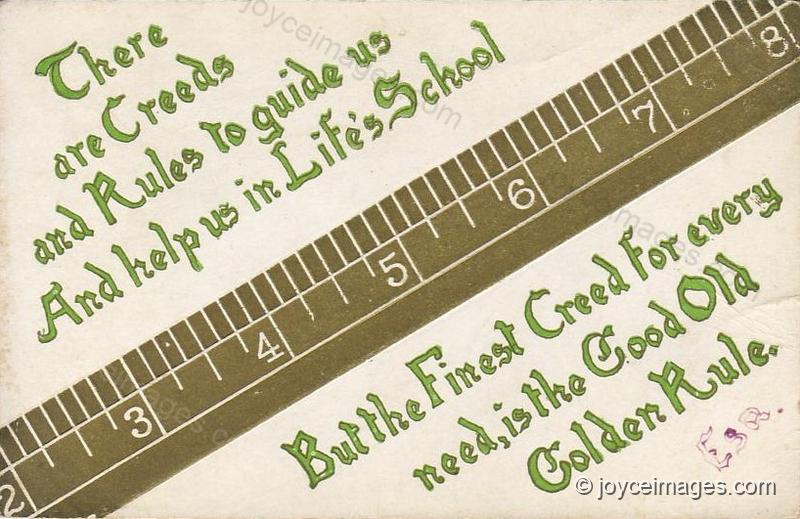 There
are Creeds
and Rules to guide us
And help us in Life's School
2 3 4 5 6 7 8
But the Finest Creed For every
need, is the Good Old
Golden Rule.
© joyceimages.com